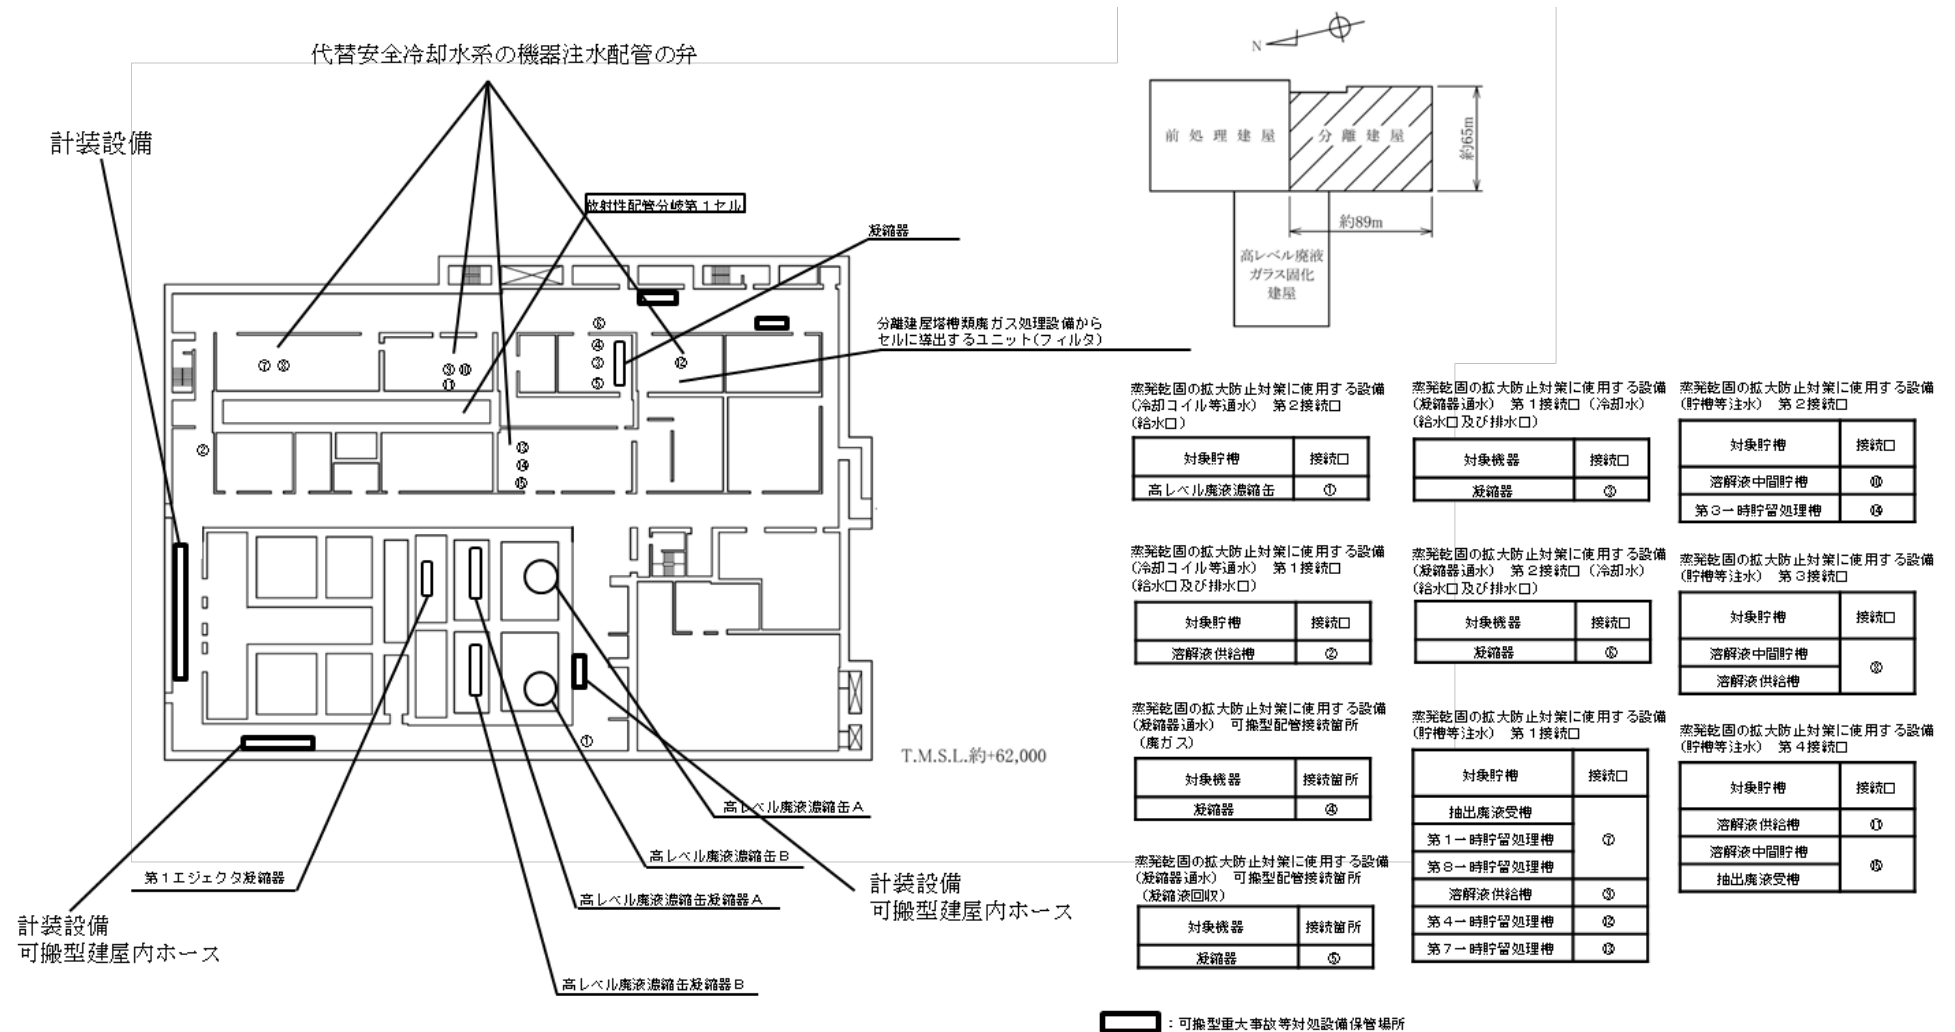 代替安全冷却水系の機器注水配管の弁
計装設備
放射性配管分岐第１セル
凝縮器
分離建屋塔槽類廃ガス処理設備から
セルに導出するユニット(フィルタ)
N
前処理建屋
分離建屋
約65m
約89m
高レベル廃液
ガラス固化
建屋
⑥
④
③
⑤
⑫
⑦ ⑧
⑨ ⑩
⑪
②
⑬
⑭
⑮
①
T.M.S.L.約+62,000
高レベル廃液濃縮缶A
高レベル廃液濃縮缶B
高レベル廃液濃縮缶凝縮器A
高レベル廃液濃縮缶凝縮器B
第１エジェクタ凝縮器
計装設備
可搬型建屋内ホース
計装設備
可搬型建屋内ホース
蒸発乾固の拡大防止対策に使用する設備
(冷却コイル等通水)　第２接続口
(給水口)
対象貯槽 接続口
高レベル廃液濃縮缶 ①
蒸発乾固の拡大防止対策に使用する設備
(冷却コイル等通水)　第１接続口
(給水口及び排水口)
対象貯槽 接続口
溶解液供給槽 ②
蒸発乾固の拡大防止対策に使用する設備
(凝縮器通水)　可搬型配管接続箇所
(廃ガス)
対象機器 接続箇所
凝縮器 ④
蒸発乾固の拡大防止対策に使用する設備
(凝縮器通水)　可搬型配管接続箇所
(凝縮液回収)
対象機器 接続箇所
凝縮器 ⑤
蒸発乾固の拡大防止対策に使用する設備
(凝縮器通水)　第１接続口（冷却水）
(給水口及び排水口)
対象機器 接続口
凝縮器 ③
蒸発乾固の拡大防止対策に使用する設備
(凝縮器通水)　第２接続口（冷却水）
(給水口及び排水口)
対象機器 接続口
凝縮器 ⑥
蒸発乾固の拡大防止対策に使用する設備
(貯槽等注水)　第１接続口
対象貯槽 接続口
抽出廃液受槽
第１一時貯留処理槽 ⑦
第８一時貯留処理槽
溶解液供給槽 ⑨
第４一時貯留処理槽 ⑫
第７一時貯留処理槽 ⑬
蒸発乾固の拡大防止対策に使用する設備
(貯槽等注水)　第２接続口
対象貯槽 接続口
溶解液中間貯槽 ⑩
第３一時貯留処理槽 ⑭
蒸発乾固の拡大防止対策に使用する設備
(貯槽等注水)　第３接続口
対象貯槽 接続口
溶解液中間貯槽 ⑧
溶解液供給槽
蒸発乾固の拡大防止対策に使用する設備
(貯槽等注水)　第４接続口
対象貯槽 接続口
溶解液供給槽 ⑪
溶解液中間貯槽 ⑮
抽出廃液受槽
：可搬型重大事故等対処設備保管場所